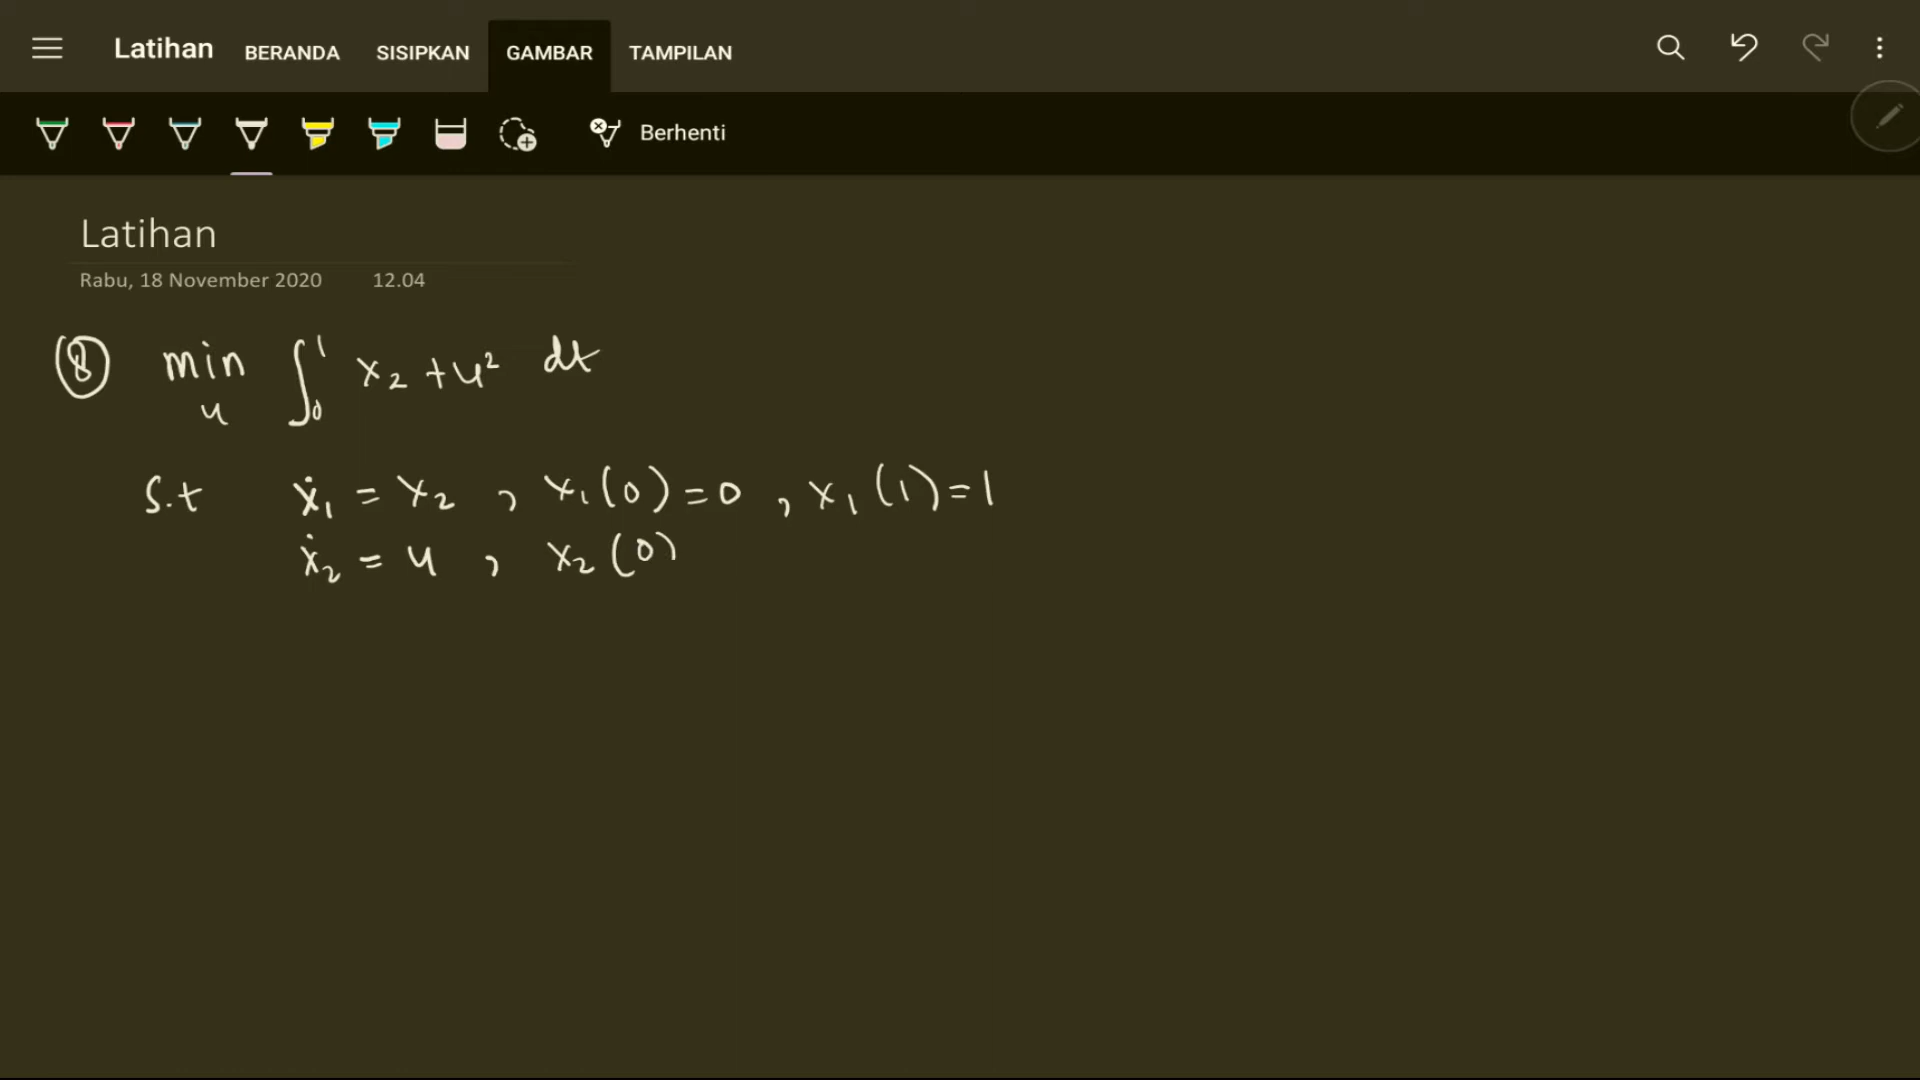 Latihan BERANDA SISIPKAN GAMBAR TAMPILAN
Berhenti
Latihan
Rabu, 18 November 2020 12.04
⑧ min ∫₀¹ x₂ + u² dt
u
s.t ẋ₁ = x₂ , x₁(0) = 0 , x₁(1) = 1
ẋ₂ = u , x₂(0)